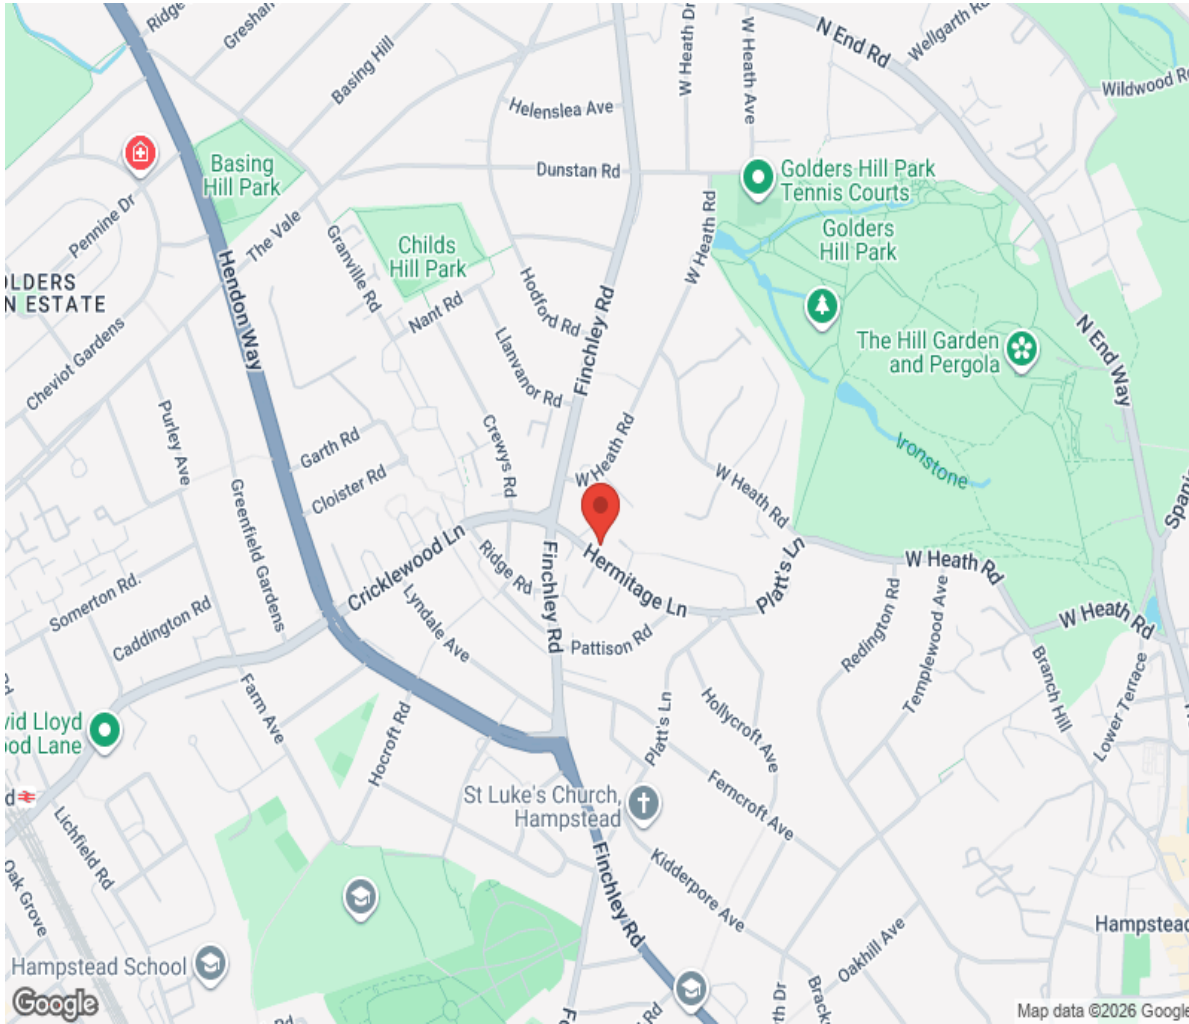 Ridge
Gresham
Basing Hill
W Heath Dr
W Heath Ave
N End Rd
Wellgarth Rd
Wildwood Ro
Helenslea Ave
Basing
Hill Park
Dunstan Rd
Golders Hill Park
Tennis Courts
Pennine Dr
The Vale
Granville Rd
Childs
Hill Park
W Heath Rd
Golders
Hill Park
OLDERS
N ESTATE
Hendon Way
Nant Rd
Hodford Rd
Finchley Rd
Llanvanor Rd
The Hill Garden
and Pergola
N End Way
Cheviot Gardens
Purley Ave
Garth Rd
Cloister Rd
Crewys Rd
W Heath Rd
W Heath Rd
Ironstone
Spani
Greenfield Gardens
Cricklewood Ln
Ridge Rd
Finchley Rd
Hermitage Ln
Platt's Ln
W Heath Rd
Somerton Rd.
Caddington Rd
Lyndale Ave
Pattison Rd
Redington Rd
Templewood Ave
W Heath Rd
Branch Hill
Lower Terrace
Rd
vid Lloyd
ood Lane
Farm Ave
Hocroft Rd
Platt's Ln
Hollycroft Ave
d
St Luke's Church,
Hampstead
Ferncroft Ave
Lichfield Rd
Oak Grove
Finchley Rd
Kidderpore Ave
Oakhill Ave
Hampstead
Hampstead School
Google
Rd
Rd
th Dr
Brack
Map data ©2026 Google